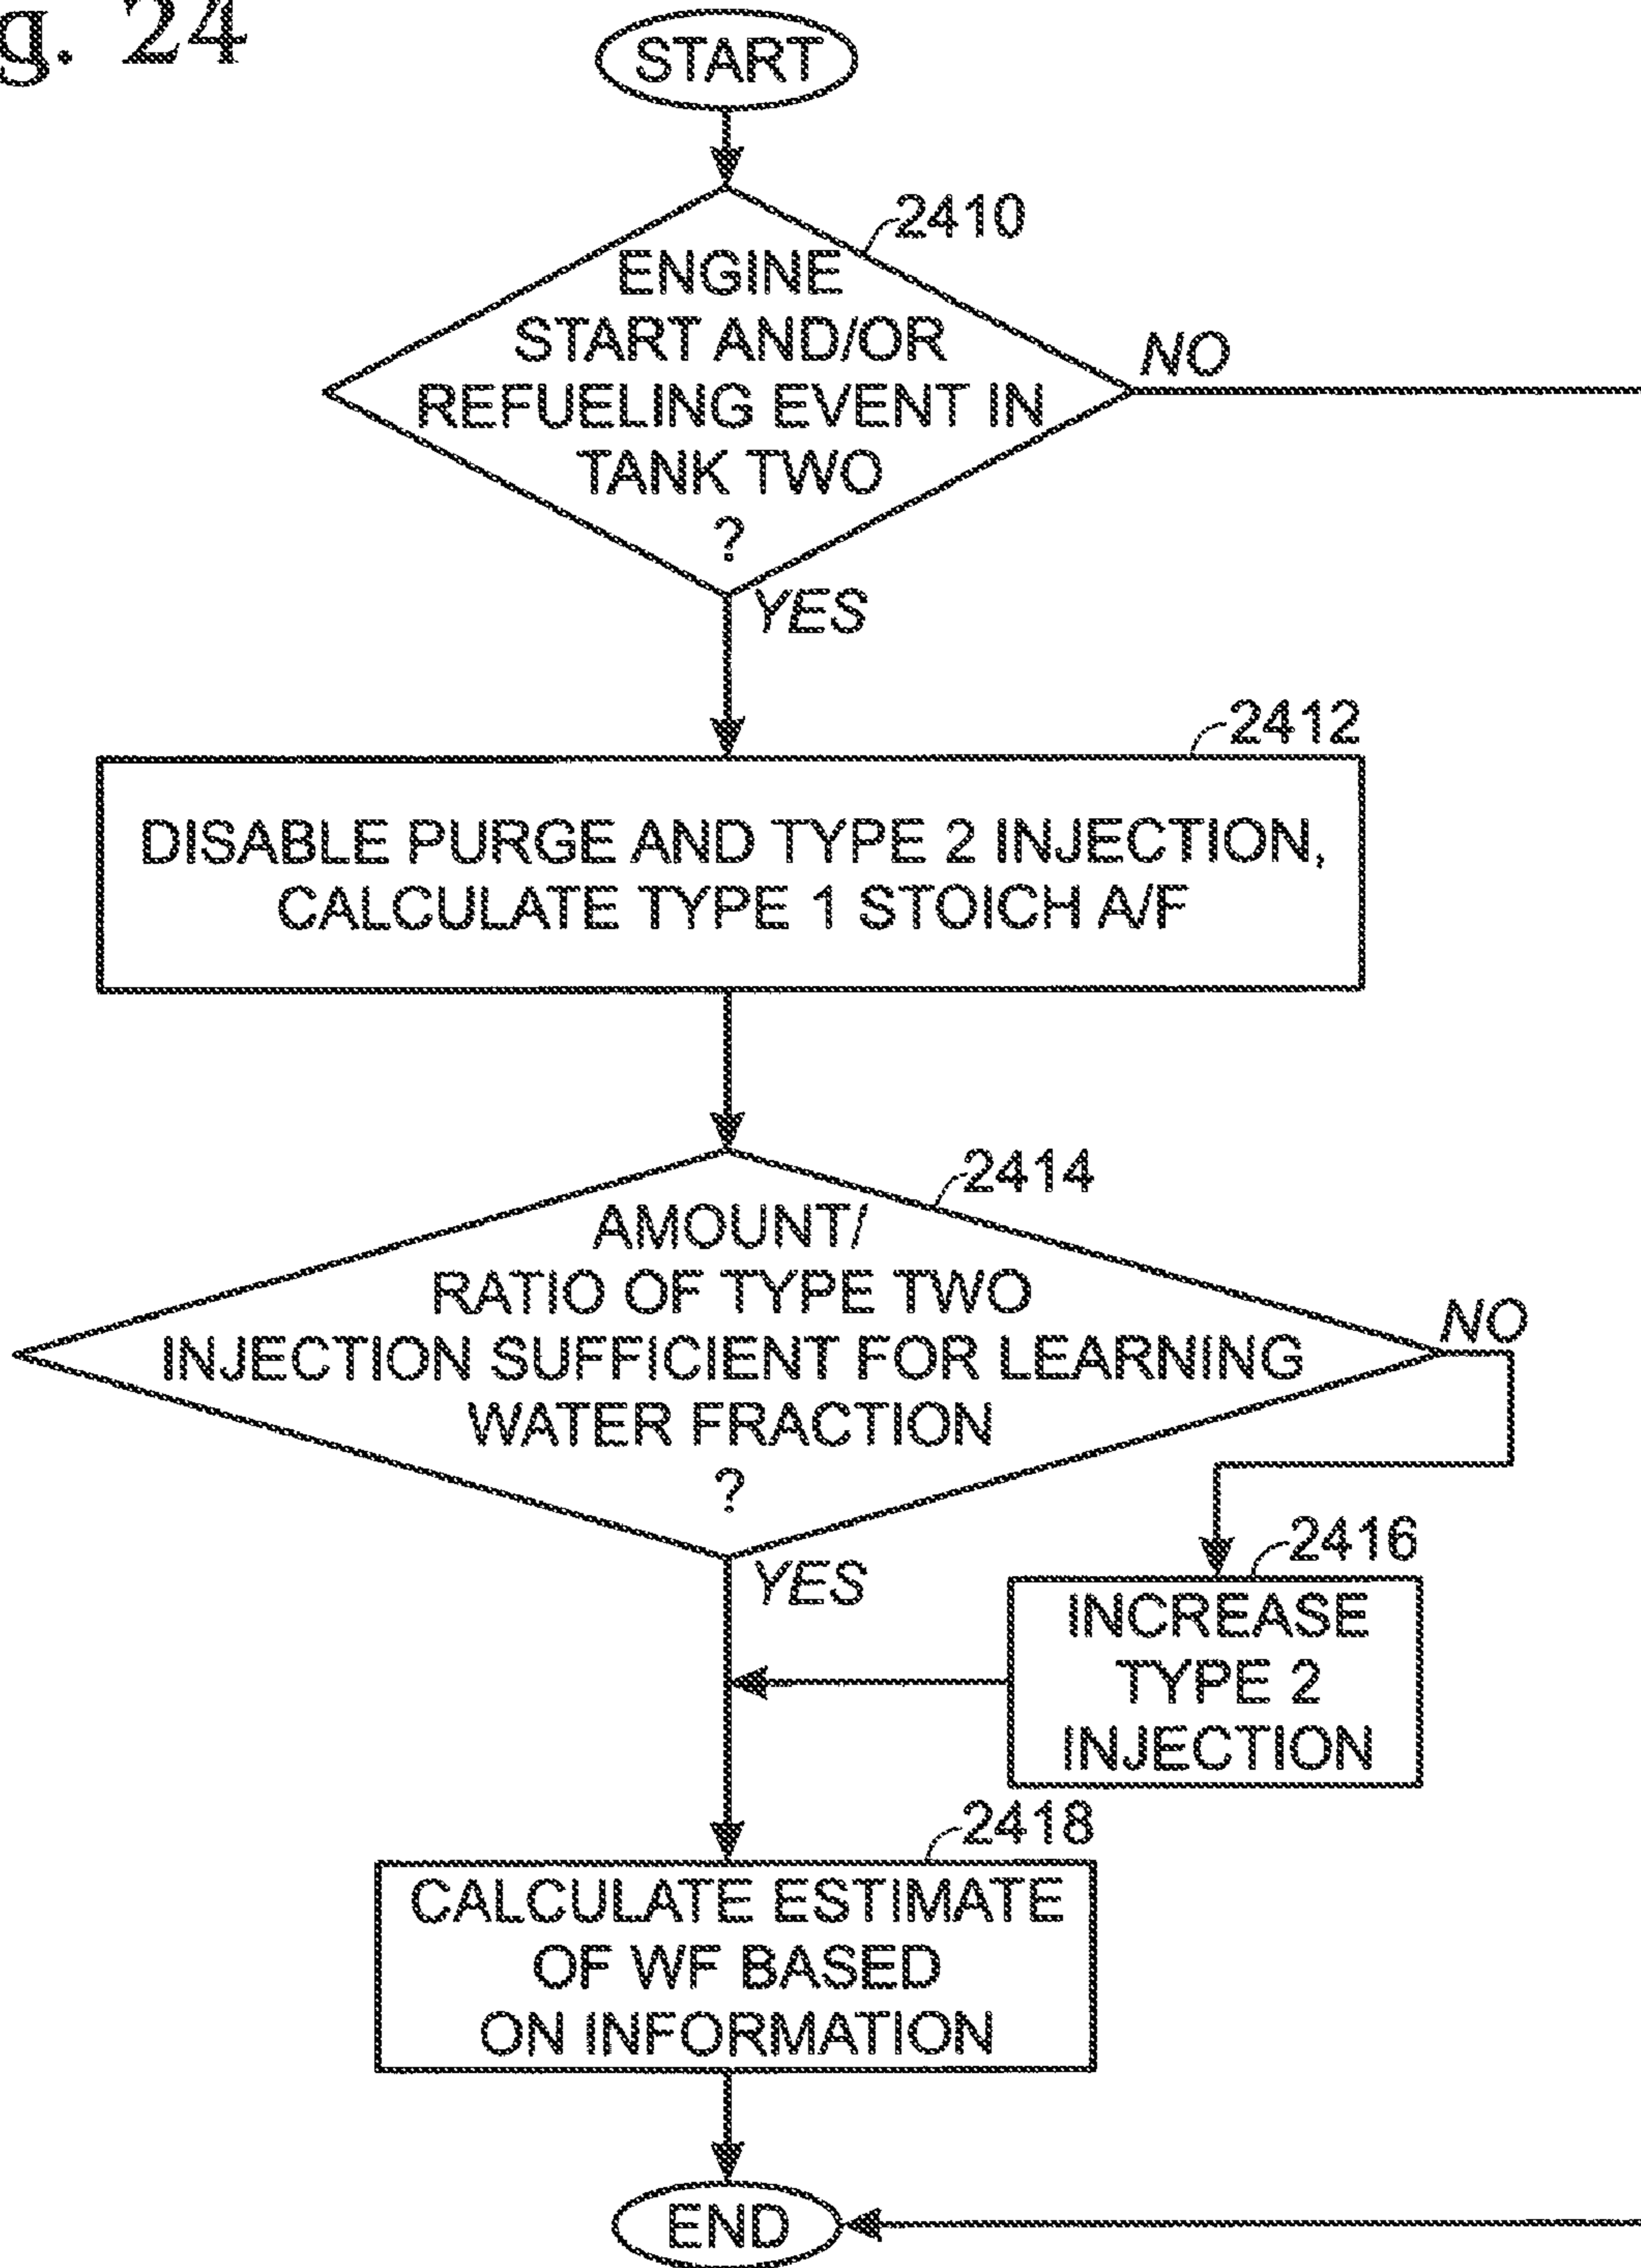 g. 24
START
2410
ENGINE
START AND/OR
REFUELING EVENT IN
TANK TWO
?
NO
YES
2412
DISABLE PURGE AND TYPE 2 INJECTION,
CALCULATE TYPE 1 STOICH A/F
2414
AMOUNT/
RATIO OF TYPE TWO
INJECTION SUFFICIENT FOR LEARNING
WATER FRACTION
?
NO
YES
2416
INCREASE
TYPE 2
INJECTION
2418
CALCULATE ESTIMATE
OF WF BASED
ON INFORMATION
END